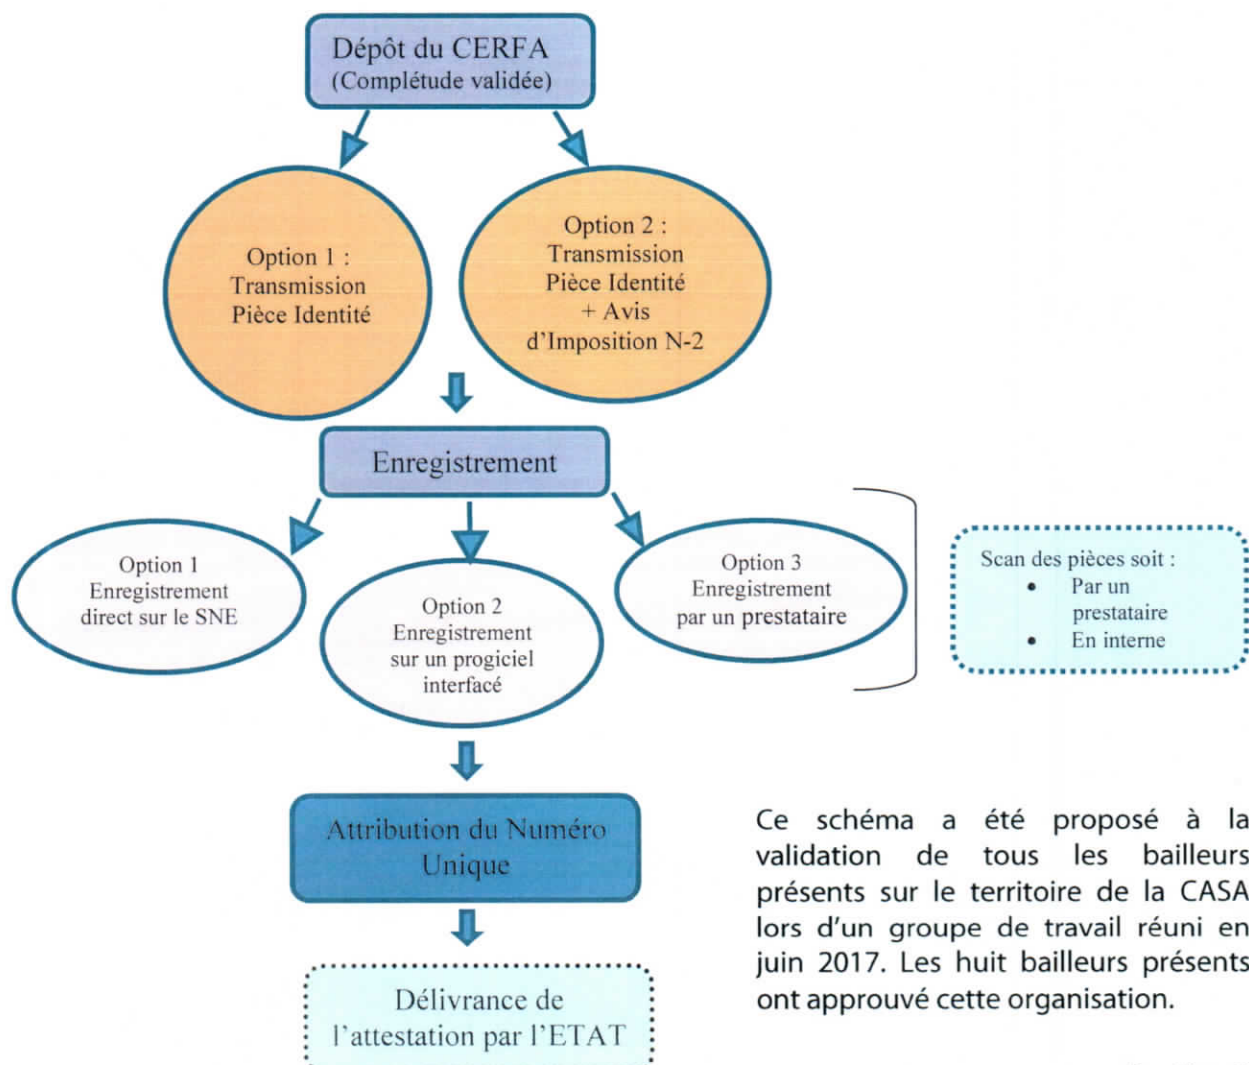 Dépôt du CERFA
(Complétude validée)
Option 1 :
Transmission
Pièce Identité
Option 2 :
Transmission
Pièce Identité
+ Avis
d’Imposition N-2
Enregistrement
Option 1
Enregistrement
direct sur le SNE
Option 2
Enregistrement
sur un progiciel
interfacé
Option 3
Enregistrement
par un prestataire
Scan des pièces soit :
• Par un
prestataire
• En interne
Attribution du Numéro
Unique
Délivrance de
l’attestation par l’ETAT
Ce schéma a été proposé à la
validation de tous les bailleurs
présents sur le territoire de la CASA
lors d’un groupe de travail réuni en
juin 2017. Les huit bailleurs présents
ont approuvé cette organisation.